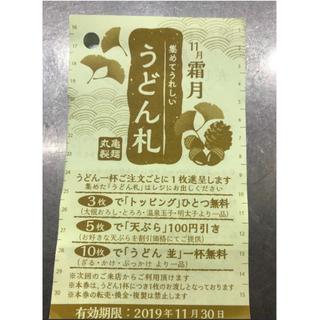 11月 霜月
集めてうれしい
うどん札
丸亀製麺
うどん一杯ご注文ごとに1枚進呈します
集めた「うどん札」はレジにお出しください
3枚で「トッピング」ひとつ無料
(大根おろし・とろろ・温泉玉子・明太子より一品)
5枚で「天ぷら」100円引き
(お好きな天ぷらを割引価格にてご提供)
10枚で「うどん 並」一杯無料
(ざる・かけ・ぶっかけ より一品)
※次回のご来店からご利用頂けます
※本券は、うどん1杯につき1枚のお渡しとなっております
※本券の転売・換金・複製は禁止します
有効期限:2019年11月30日